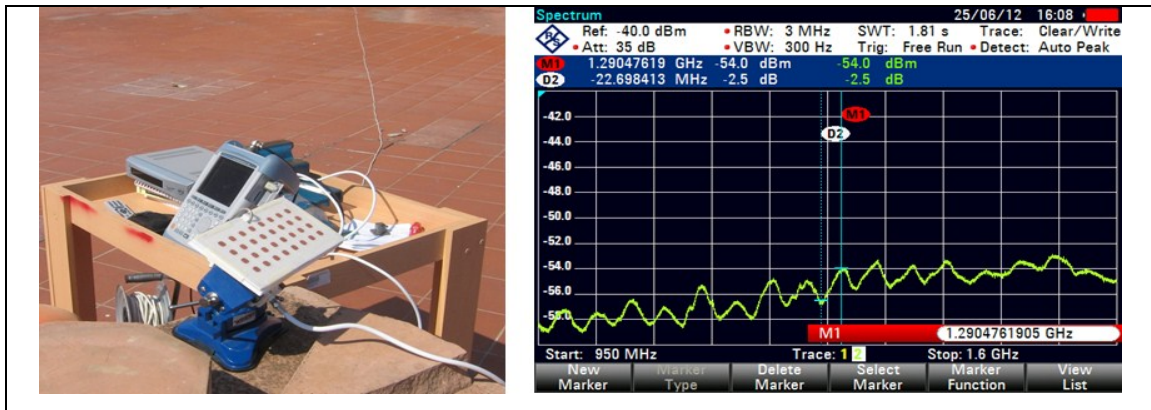 Spectrum 25/06/12 16:08
Ref: -40.0 dBm RBW: 3 MHz SWT: 1.81 s Trace: Clear/Write
Att: 35 dB VBW: 300 Hz Trig: Free Run Detect: Auto Peak
M1 1.29047619 GHz -54.0 dBm -54.0 dBm
D2 -22.698413 MHz -2.5 dB -2.5 dB
-42.0
M1
D2
-44.0
-46.0
-48.0
-50.0
-52.0
-54.0
-56.0
-58.0
M1 1.2904761905 GHz
Start: 950 MHz Trace: 1 2 Stop: 1.6 GHz
New Marker Delete Select Marker View
Marker Type Marker Marker Function List